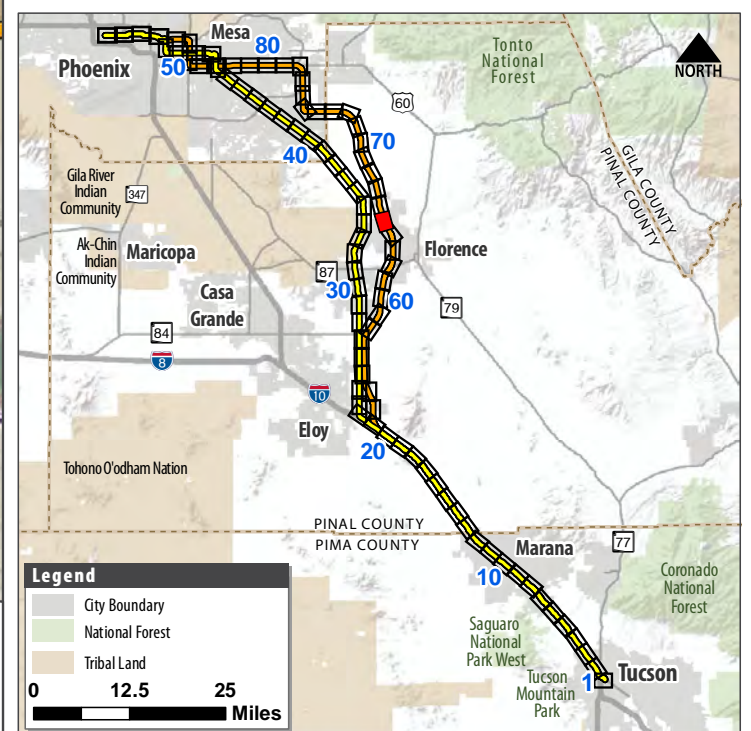 Mesa
80
Phoenix
50
Tonto
National
Forest
NORTH
60
70
40
GILA COUNTY
PINAL COUNTY
Gila River
Indian
Community
347
Ak-Chin
Indian
Community
Maricopa
Florence
87
30
60
Casa
Grande
79
84
8
10
Eloy
20
Tohono O'odham Nation
PINAL COUNTY
PIMA COUNTY
Marana
77
10
Coronado
National
Forest
Saguaro
National
Park West
Tucson
Mountain
Park
1
Tucson
Legend
City Boundary
National Forest
Tribal Land
0 12.5 25
Miles